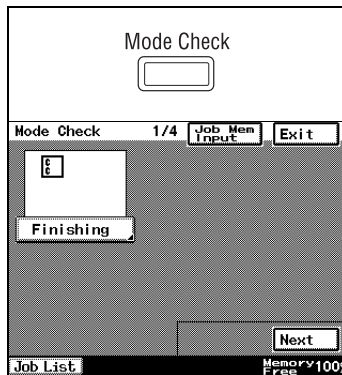 Mode Check
Mode Check 1/4 Job Mem Input Exit
Finishing
Next
Job List Memory Free 100